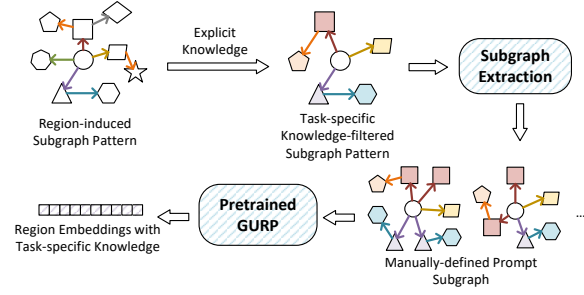 Explicit
Knowledge
Subgraph
Extraction
Region-induced
Subgraph Pattern
Task-specific
Knowledge-filtered
Subgraph Pattern
...
Pretrained
GURP
Region Embeddings with
Task-specific Knowledge
Manually-defined Prompt
Subgraph